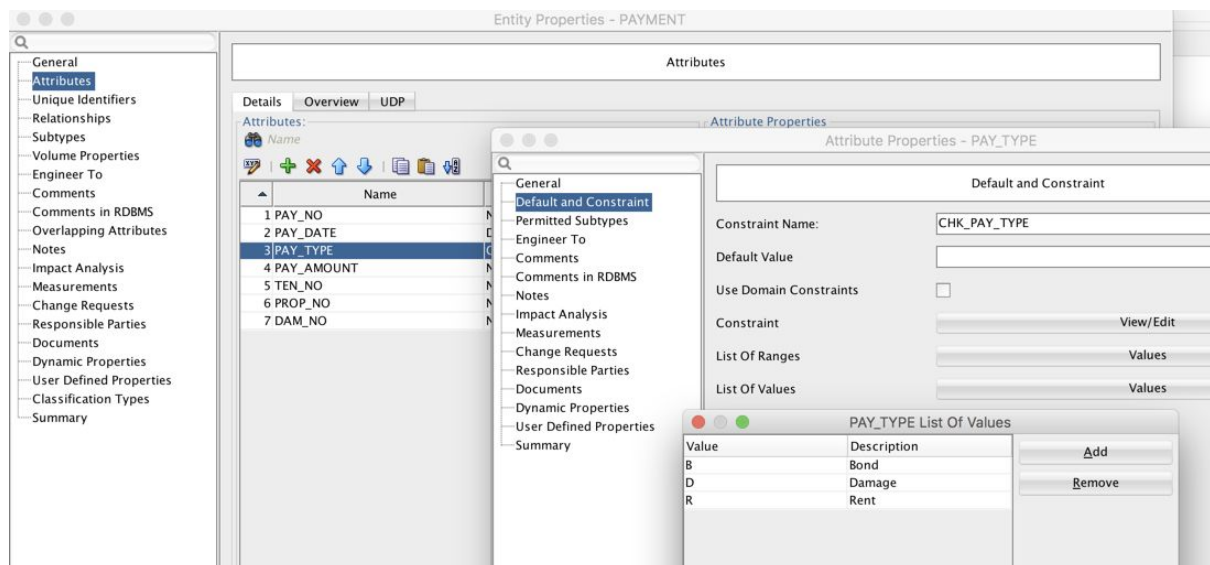 Entity Properties - PAYMENT
General
Attributes
Unique Identifiers
Relationships
Subtypes
Volume Properties
Engineer To
Comments
Comments in RDBMS
Overlapping Attributes
Notes
Impact Analysis
Measurements
Change Requests
Responsible Parties
Documents
Dynamic Properties
User Defined Properties
Classification Types
Summary
Attributes
Details Overview UDP
Attributes:
Name
Name
1 PAY_NO N
2 PAY_DATE D
3 PAY_TYPE C
4 PAY_AMOUNT N
5 TEN_NO N
6 PROP_NO N
7 DAM_NO N
Attribute Properties
Attribute Properties - PAY_TYPE
General
Default and Constraint
Permitted Subtypes
Engineer To
Comments
Comments in RDBMS
Notes
Impact Analysis
Measurements
Change Requests
Responsible Parties
Documents
Dynamic Properties
User Defined Properties
Summary
Default and Constraint
Constraint Name: CHK_PAY_TYPE
Default Value
Use Domain Constraints
Constraint View/Edit
List Of Ranges Values
List Of Values Values
PAY_TYPE List Of Values
Value Description
B Bond
D Damage
R Rent
Add
Remove